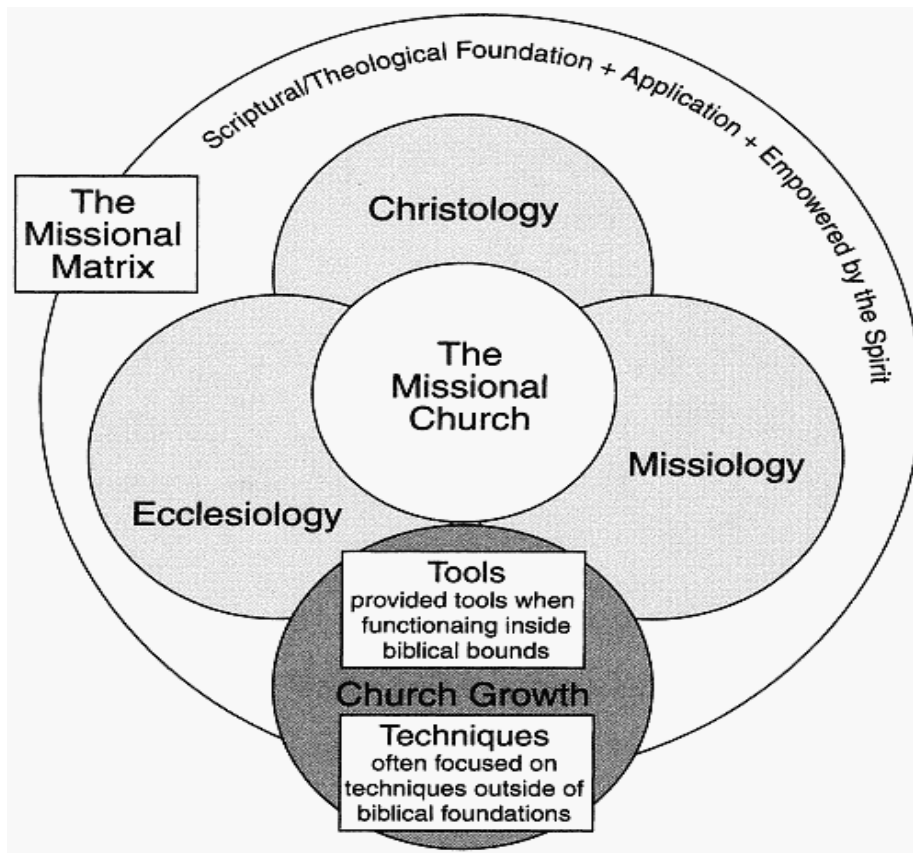 Scriptural/Theological Foundation + Application + Empowered by the Spirit
The
Missional
Matrix
Christology
The
Missional
Church
Missiology
Ecclesiology
Tools
provided tools when
functionaing inside
biblical bounds
Church Growth
Techniques
often focused on
techniques outside of
biblical foundations